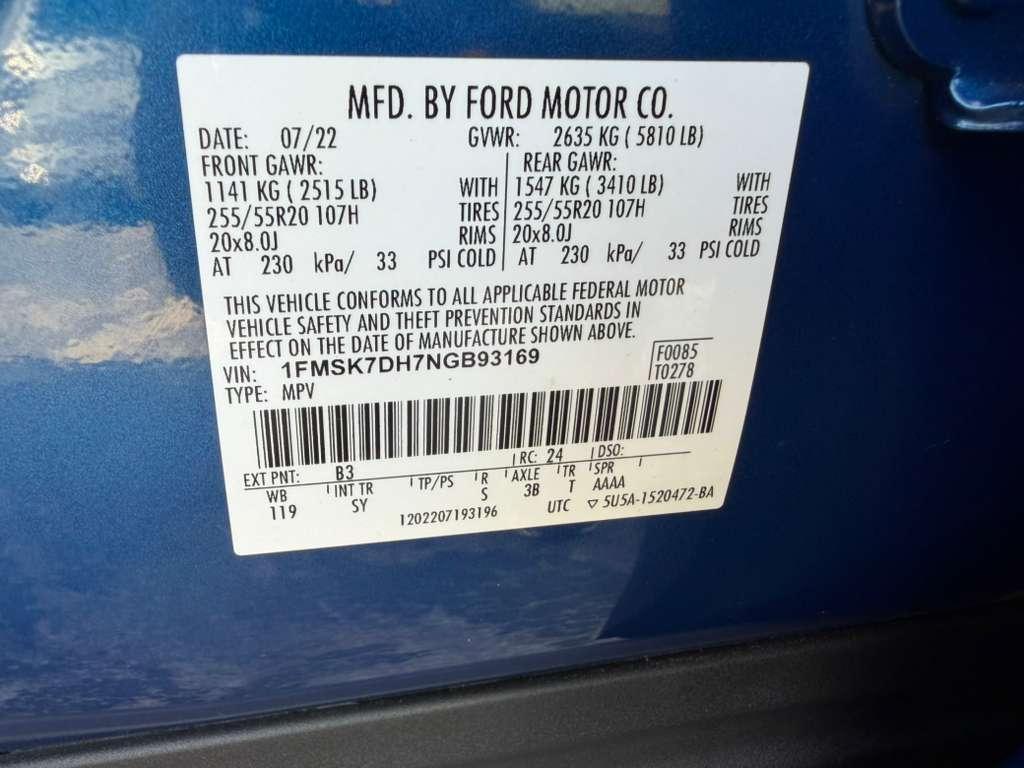 MFD. BY FORD MOTOR CO.
DATE: 07/22 GVWR: 2635 KG ( 5810 LB)
FRONT GAWR: REAR GAWR:
1141 KG ( 2515 LB) WITH 1547 KG ( 3410 LB) WITH
255/55R20 107H TIRES 255/55R20 107H TIRES
20x8.0J RIMS 20x8.0J RIMS
AT 230 kPa/ 33 PSI COLD AT 230 kPa/ 33 PSI COLD
THIS VEHICLE CONFORMS TO ALL APPLICABLE FEDERAL MOTOR
VEHICLE SAFETY AND THEFT PREVENTION STANDARDS IN
EFFECT ON THE DATE OF MANUFACTURE SHOWN ABOVE.
VIN: 1FMSK7DH7NGB93169 F0085
TYPE: MPV T0278
EXT PNT: B3 RC: 24 DSO:
WB INT TR TP/PS R AXLE TR SPR
119 SY S 3B T AAAA
1202207193196 UTC ▽ 5U5A-1520472-BA